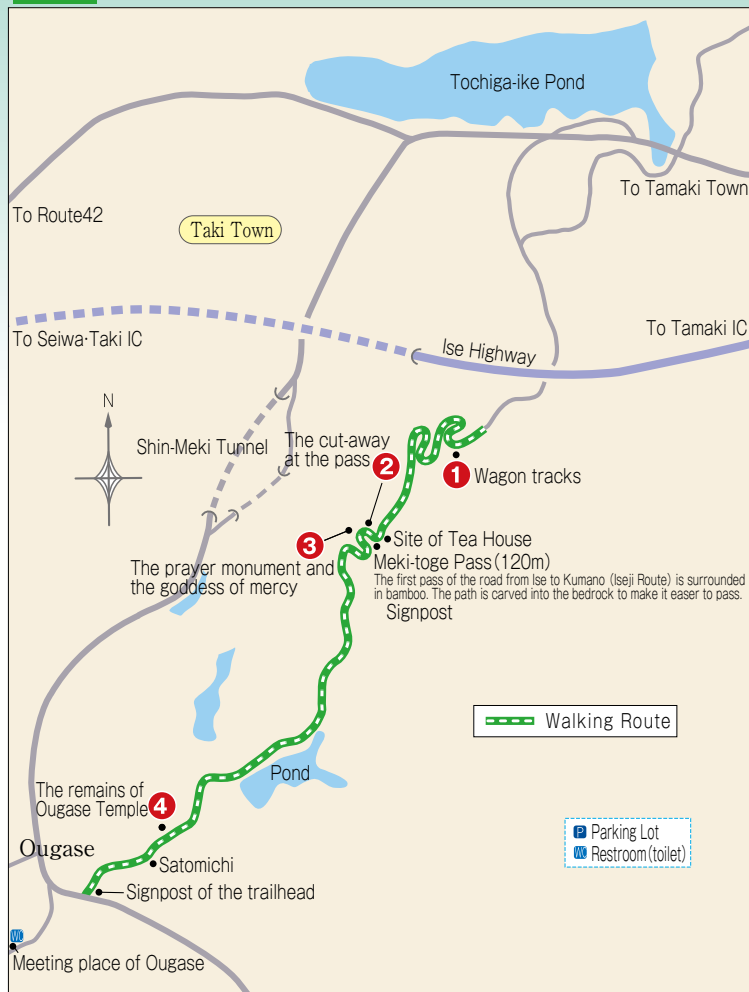 Tochiga-ike Pond
To Tamaki Town
To Route42
Taki Town
To Seiwa·Taki IC
To Tamaki IC
Ise Highway
N
Shin-Meki Tunnel
The cut-away
at the pass
2
1
Wagon tracks
3
Site of Tea House
Meki-toge Pass (120m)
The first pass of the road from Ise to Kumano (Iseji Route) is surrounded
in bamboo. The path is carved into the bedrock to make it easer to pass.
Signpost
The prayer monument and
the goddess of mercy
Walking Route
Pond
The remains of
Ougase Temple
4
Ougase
Satomichi
Signpost of the trailhead
P Parking Lot
WC Restroom (toilet)
WC
Meeting place of Ougase